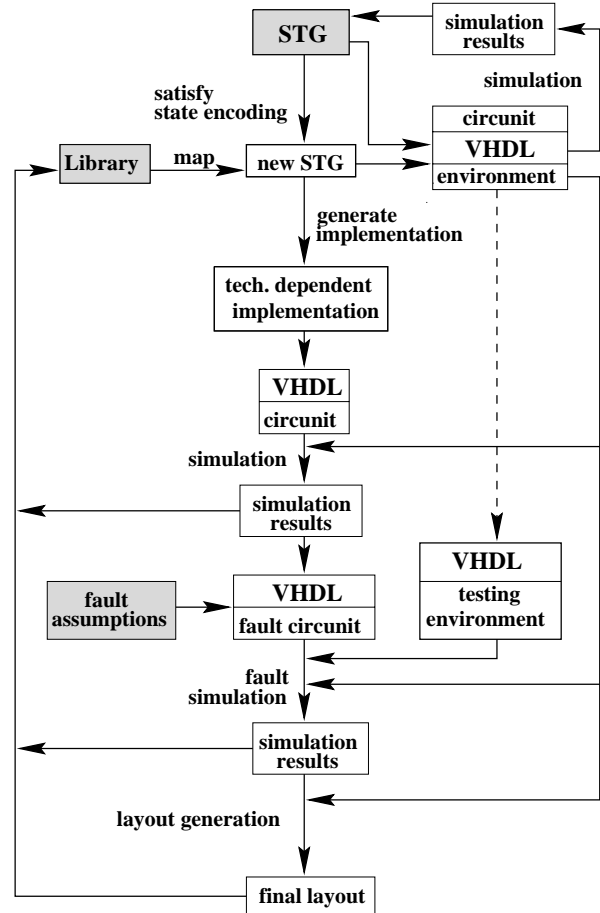 STG
simulation
results
simulation
satisfy
state encoding
circunit
VHDL
environment
Library
map
new STG
generate
implementation
tech. dependent
implementation
VHDL
circunit
simulation
simulation
results
VHDL
testing
environment
fault
assumptions
VHDL
fault circunit
fault
simulation
simulation
results
layout generation
final layout